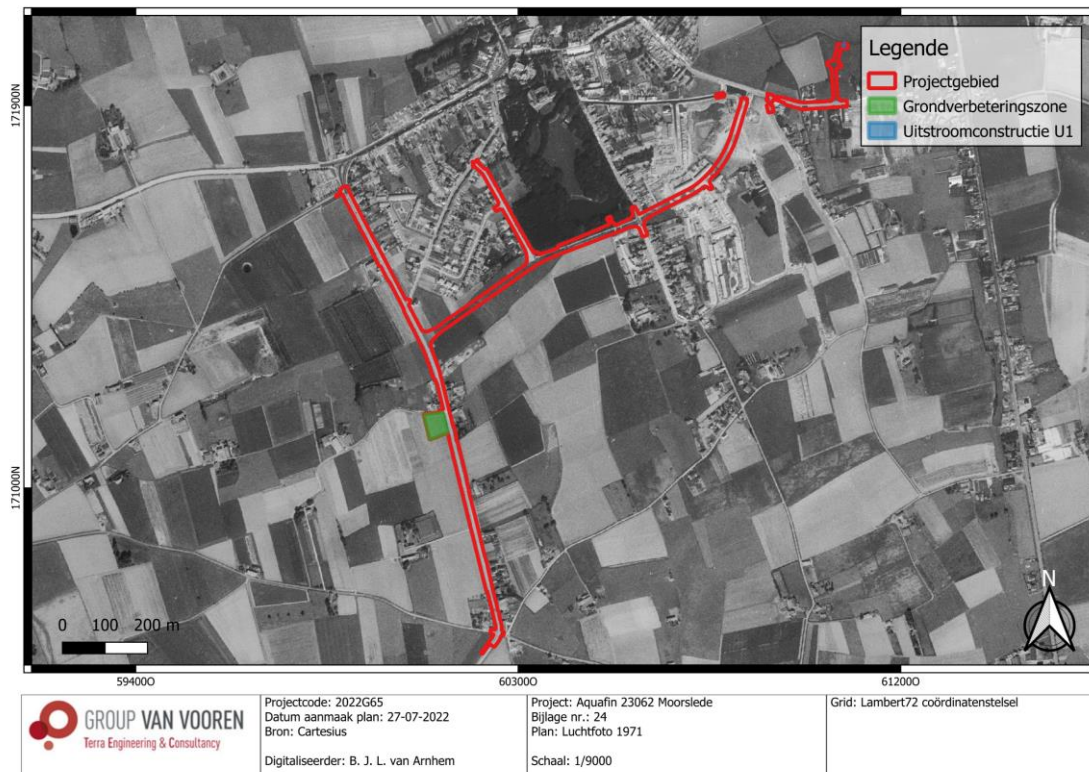 Legende
Projectgebied
Grondverbeteringszone
Uitstroomconstructie U1
171900N
171000N
N
0 100 200 m
594000
603000
612000
GROUP VAN VOOREN
Terra Engineering & Consultancy
Projectcode: 2022G65
Datum aanmaak plan: 27-07-2022
Bron: Cartesius
Digitaliseerder: B. J. L. van Arnhem
Project: Aquafin 23062 Moorslede
Bijlage nr.: 24
Plan: Luchtfoto 1971
Schaal: 1/9000
Grid: Lambert72 coördinatenstelsel